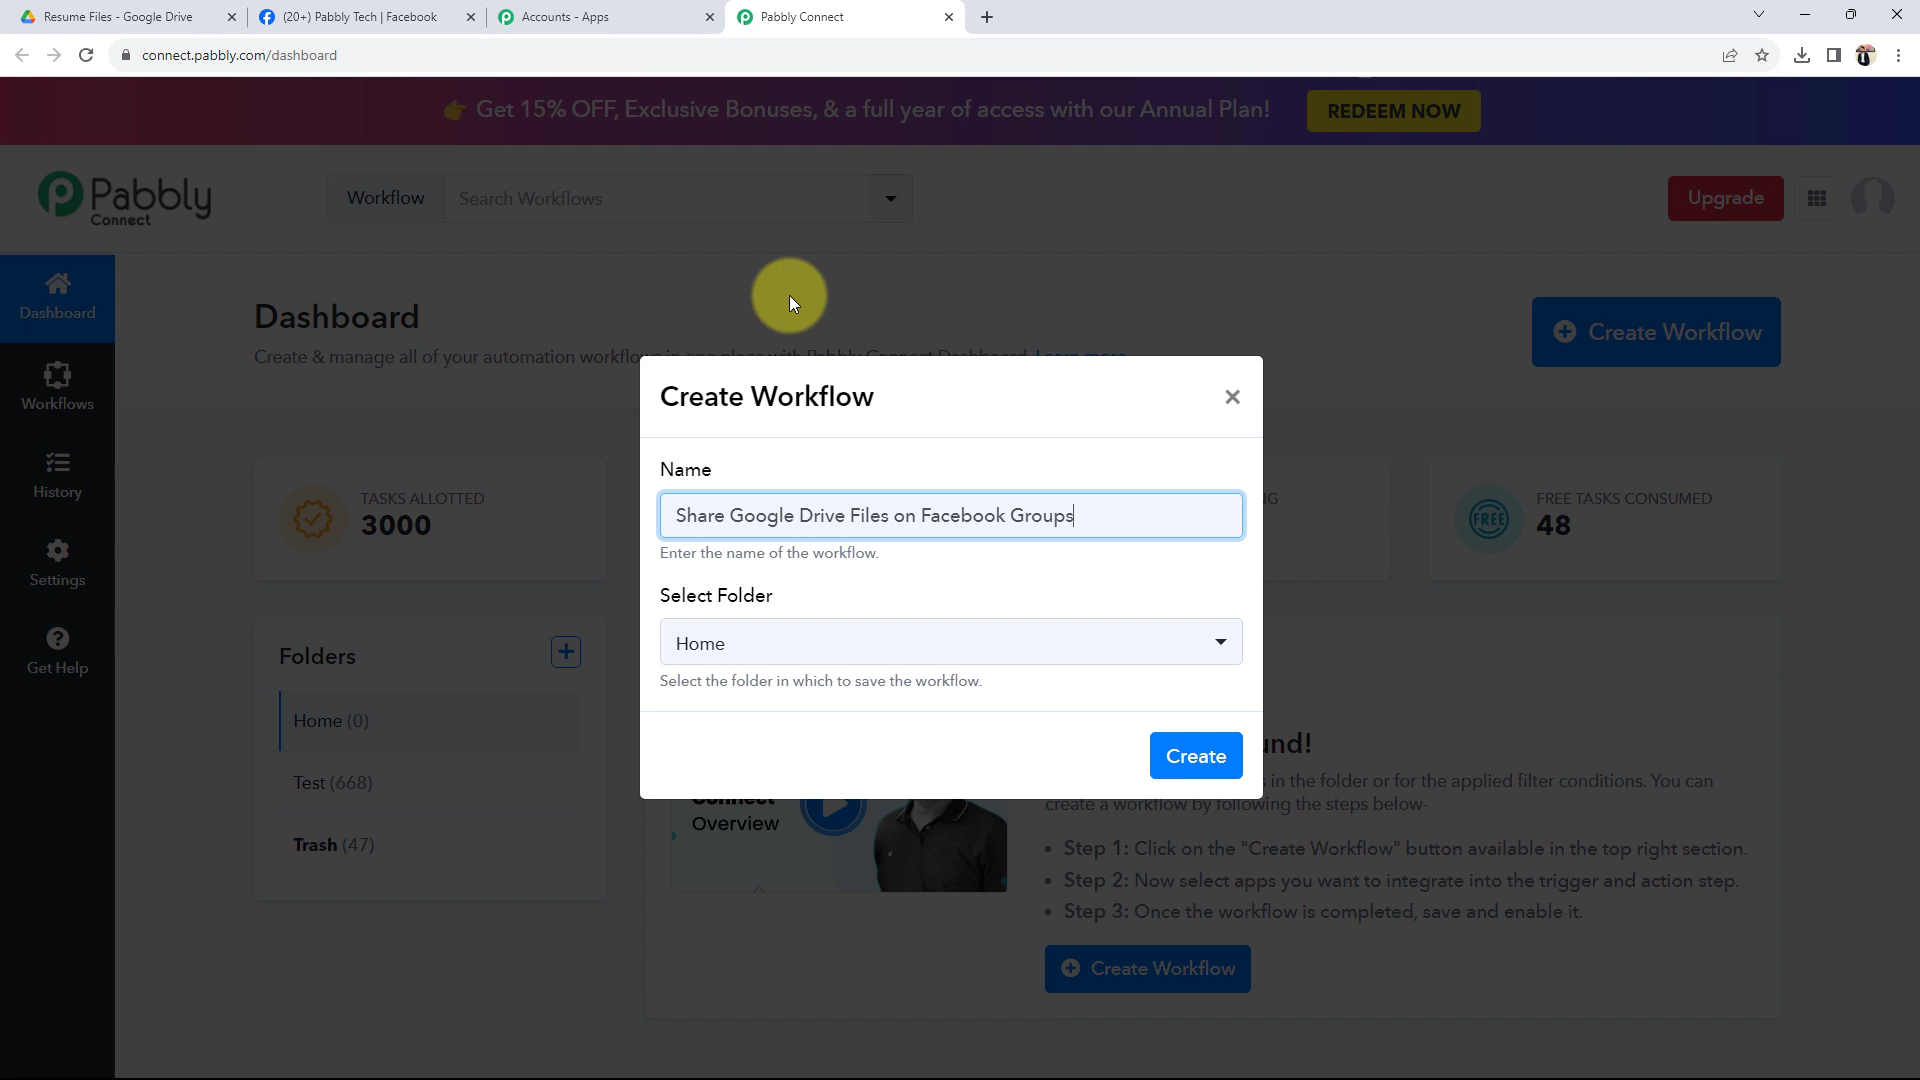 Resume Files - Google Drive
(20+) Pabbly Tech | Facebook
Accounts - Apps
Pabbly Connect
connect.pabbly.com/dashboard
Get 15% OFF, Exclusive Bonuses, & a full year of access with our Annual Plan!
REDEEM NOW
Pabbly
Connect
Workflow
Search Workflows
Upgrade
Dashboard
Dashboard
Create & manage all of your automation workflows in one place with Pabbly Connect Dashboard. Learn more
Create Workflow
Workflows
History
Settings
Get Help
Create Workflow
Name
Share Google Drive Files on Facebook Groups
Enter the name of the workflow.
Select Folder
Home
Select the folder in which to save the workflow.
Create
TASKS ALLOTTED
3000
NG
FREE TASKS CONSUMED
FREE
48
Folders
Home (0)
Test (668)
Trash (47)
und!
in the folder or for the applied filter conditions. You can
create a workflow by following the steps below-
Connect
Overview
Step 1: Click on the "Create Workflow" button available in the top right section.
Step 2: Now select apps you want to integrate into the trigger and action step.
Step 3: Once the workflow is completed, save and enable it.
Create Workflow